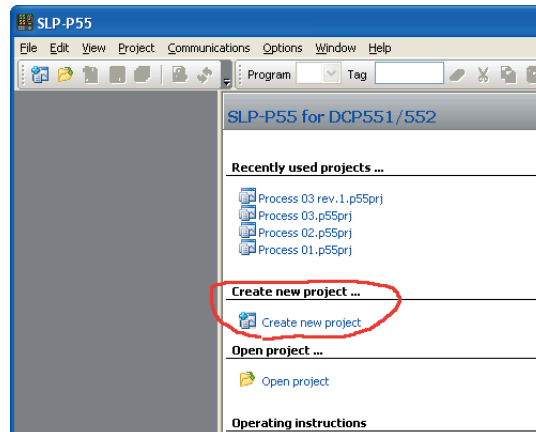 SLP-P55
File Edit View Project Communications Options Window Help
Program Tag
SLP-P55 for DCP551/552
Recently used projects ...
Process 03 rev.1.p55prj
Process 03.p55prj
Process 02.p55prj
Process 01.p55prj
Create new project ...
Create new project
Open project ...
Open project
Operating instructions